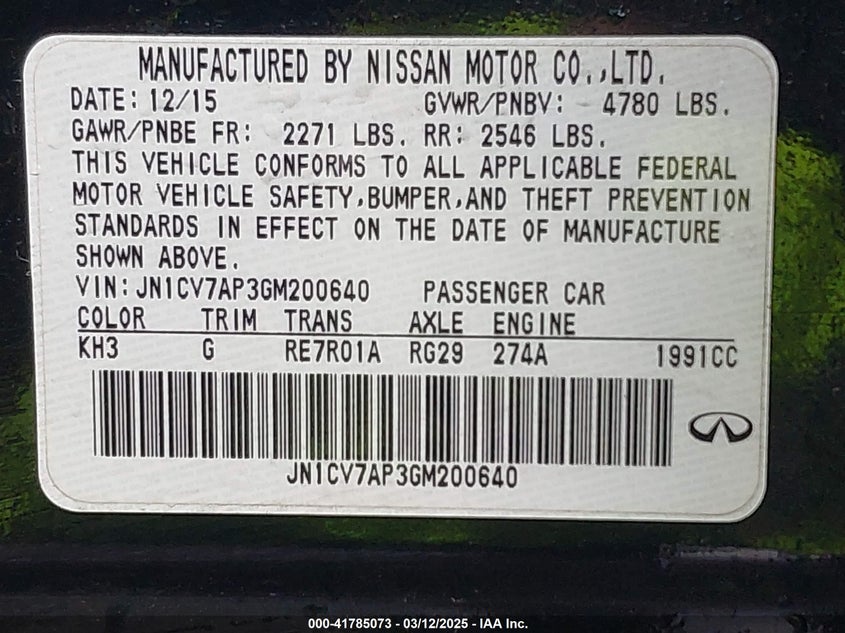 MANUFACTURED BY NISSAN MOTOR CO.,LTD.
DATE: 12/15 GVWR/PNBV: 4780 LBS.
GAWR/PNBE FR: 2271 LBS. RR: 2546 LBS.
THIS VEHICLE CONFORMS TO ALL APPLICABLE FEDERAL
MOTOR VEHICLE SAFETY,BUMPER,AND THEFT PREVENTION
STANDARDS IN EFFECT ON THE DATE OF MANUFACTURE
SHOWN ABOVE.
VIN: JN1CV7AP3GM200640 PASSENGER CAR
COLOR TRIM TRANS AXLE ENGINE
KH3 G RE7R01A RG29 274A 1991CC
JN1CV7AP3GM200640
000-41785073 - 03/12/2025 - IAA Inc.